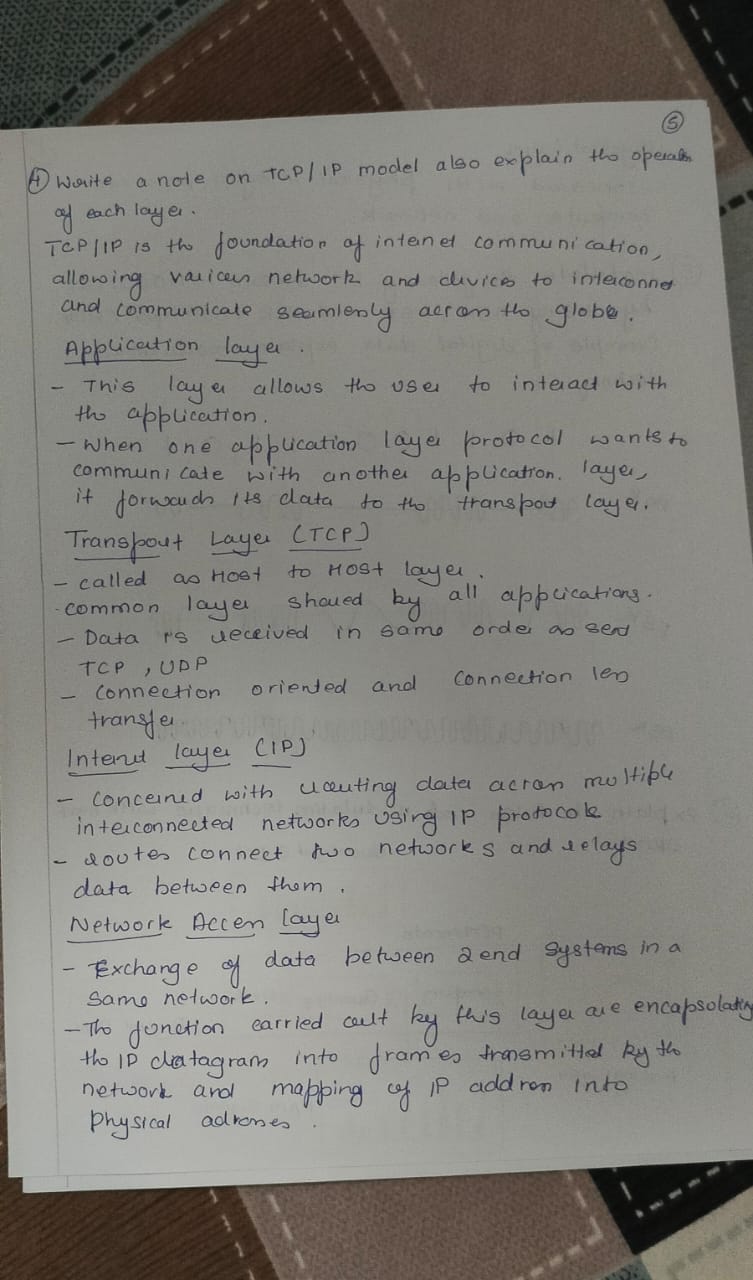 5
4) Write a note on TCP/IP model also explain the operation
of each layer.
TCP/IP is the foundation of internet communication,
allowing various network and devices to interconnect
and communicate seamlessly across the globe.
Application layer.
- This layer allows the user to interact with
the application.
- When one application layer protocol wants to
communicate with another application. layer,
it forwards its data to the transport layer.
Transport Layer (TCP)
- called as HOST to HOST layer.
- common layer shared by all applications.
- Data is received in same order as sent
TCP, UDP
- Connection oriented and Connection less
transfer
Internet layer (IP)
- Concerned with routing data across multiple
interconnected networks using IP protocols
- routes connect two networks and relays
data between them.
Network Access layer
- Exchange of data between 2 end systems in a
same network.
- The function carried out by this layer are encapsolating
the IP datagram into frames transmitted by the
network and mapping of IP address into
physical adresses.